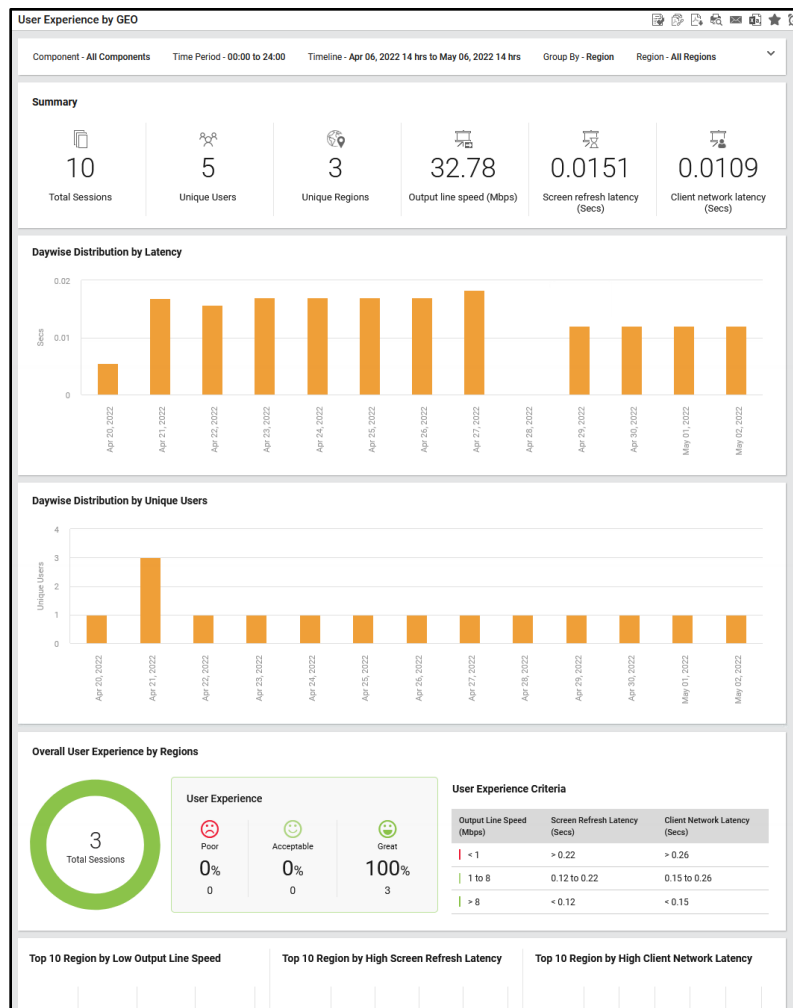 User Experience by GEO
Component - All Components Time Period - 00:00 to 24:00 Timeline - Apr 06, 2022 14 hrs to May 06, 2022 14 hrs Group By - Region Region - All Regions
Summary
10 5 3 32.78 0.0151 0.0109
Total Sessions Unique Users Unique Regions Output line speed (Mbps) Screen refresh latency Client network latency
(Secs) (Secs)
Daywise Distribution by Latency
0.02
0.01
0
Secs
Apr 20, 2022 Apr 21, 2022 Apr 22, 2022 Apr 23, 2022 Apr 24, 2022 Apr 25, 2022 Apr 26, 2022 Apr 27, 2022 Apr 28, 2022 Apr 29, 2022 Apr 30, 2022 May 01, 2022 May 02, 2022
Daywise Distribution by Unique Users
4
3
2
1
0
Unique Users
Apr 20, 2022 Apr 21, 2022 Apr 22, 2022 Apr 23, 2022 Apr 24, 2022 Apr 25, 2022 Apr 26, 2022 Apr 27, 2022 Apr 28, 2022 Apr 29, 2022 Apr 30, 2022 May 01, 2022 May 02, 2022
Overall User Experience by Regions
3
Total Sessions
User Experience
Poor Acceptable Great
0% 0% 100%
0 0 3
User Experience Criteria
Output Line Speed Screen Refresh Latency Client Network Latency
(Mbps) (Secs) (Secs)
< 1 > 0.22 > 0.26
1 to 8 0.12 to 0.22 0.15 to 0.26
> 8 < 0.12 < 0.15
Top 10 Region by Low Output Line Speed Top 10 Region by High Screen Refresh Latency Top 10 Region by High Client Network Latency